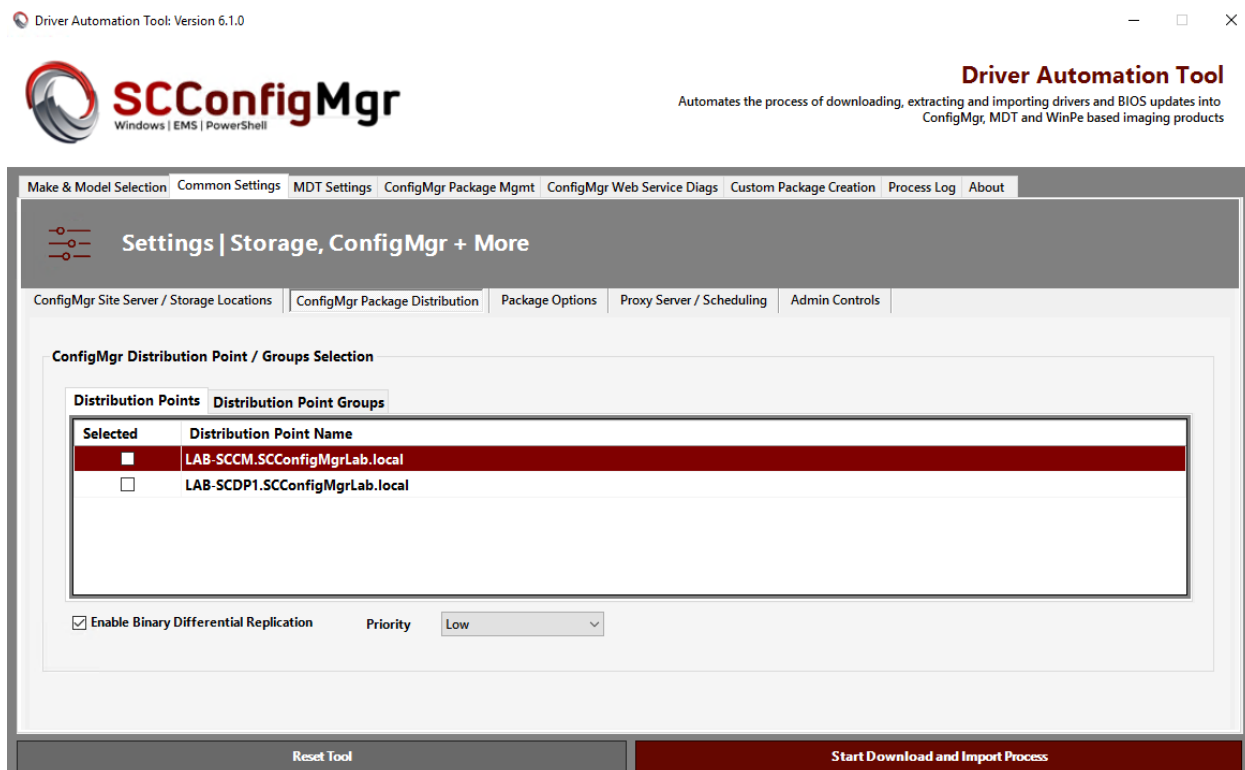 Driver Automation Tool: Version 6.1.0
SCConfigMgr
Windows | EMS | PowerShell
Driver Automation Tool
Automates the process of downloading, extracting and importing drivers and BIOS updates into
ConfigMgr, MDT and WinPe based imaging products
Make & Model Selection Common Settings MDT Settings ConfigMgr Package Mgmt ConfigMgr Web Service Diags Custom Package Creation Process Log About
Settings | Storage, ConfigMgr + More
ConfigMgr Site Server / Storage Locations ConfigMgr Package Distribution Package Options Proxy Server / Scheduling Admin Controls
ConfigMgr Distribution Point / Groups Selection
Distribution Points Distribution Point Groups
Selected Distribution Point Name
LAB-SCCM.SCConfigMgrLab.local
LAB-SCDP1.SCConfigMgrLab.local
Enable Binary Differential Replication Priority Low
Reset Tool Start Download and Import Process